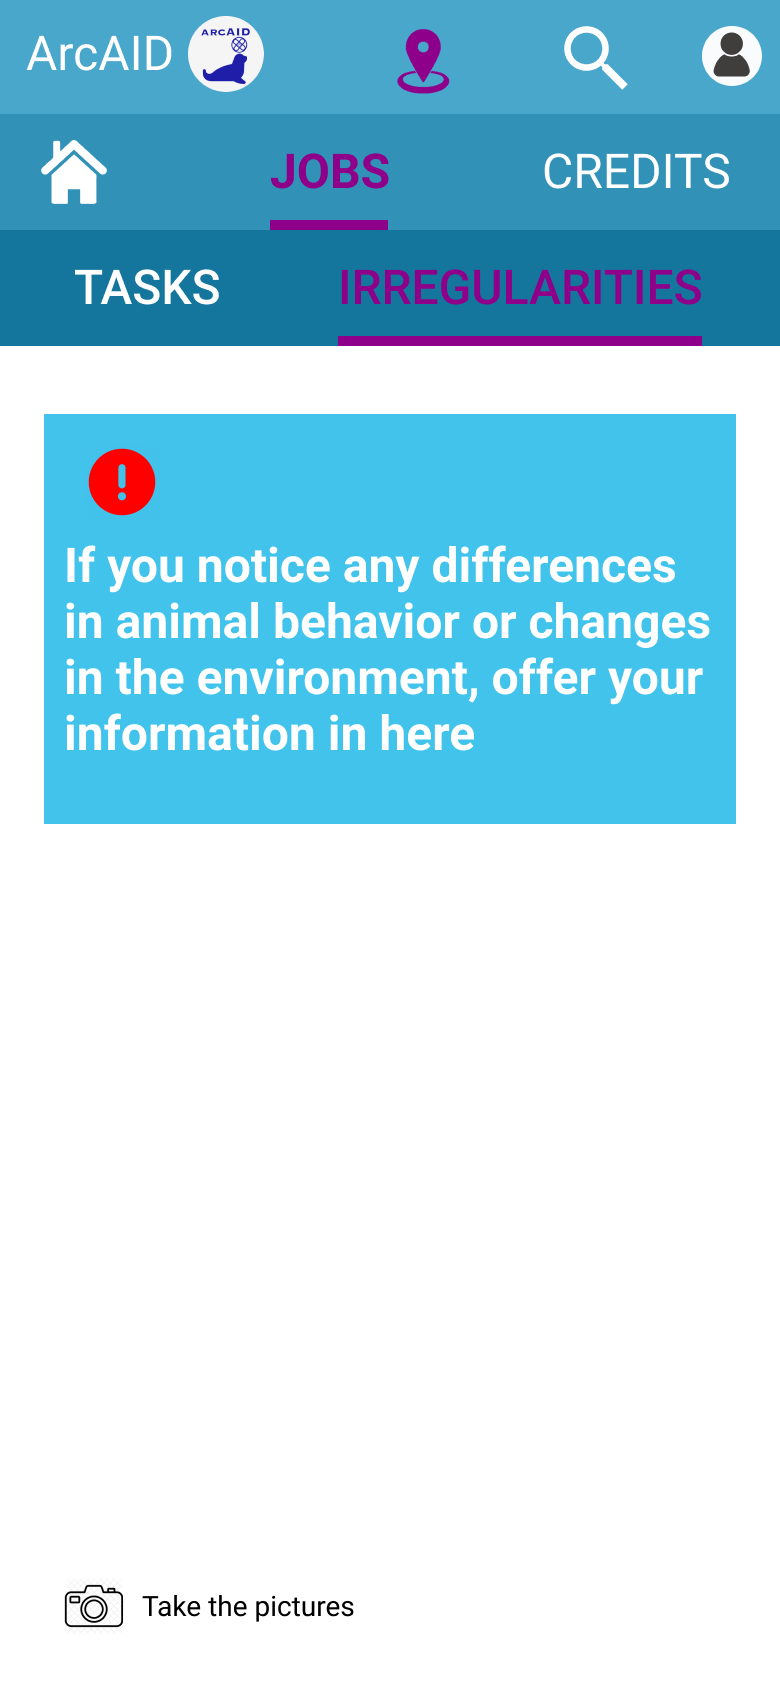 ArcAID
ARCAID
JOBS
CREDITS
TASKS
IRREGULARITIES
If you notice any differences
in animal behavior or changes
in the environment, offer your
information in here
Take the pictures